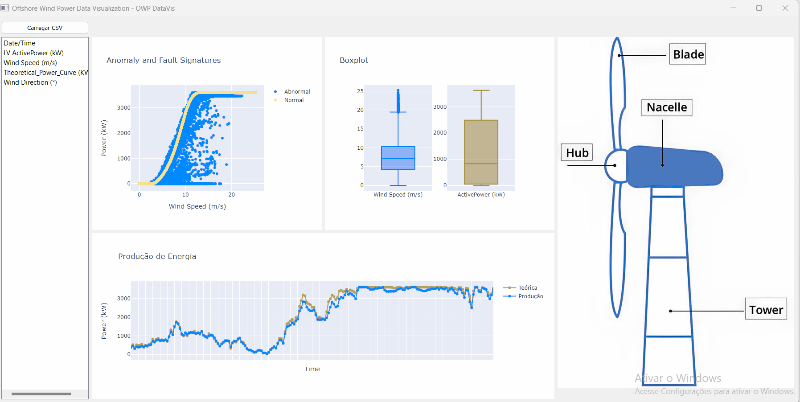 Offshore Wind Power Data Visualization - OWP DataVis
Carregar CSV
Date/Time
LV ActivePower (kW)
Wind Speed (m/s)
Theoretical_Power_Curve (KW
Wind Direction (°)
Anomaly and Fault Signatures
Power (kW)
3000
2000
1000
0
0
10
20
Wind Speed (m/s)
Abnormal
Normal
Boxplot
25
20
15
10
5
0
Wind Speed (m/s)
3000
2000
1000
0
ActivePower (kW)
Produção de Energia
Power (kW)
3000
2000
1000
0
Time
Teórica
Produção
Blade
Nacelle
Hub
Tower
Ativar o Windows
Acesse Configurações para ativar o Windows.